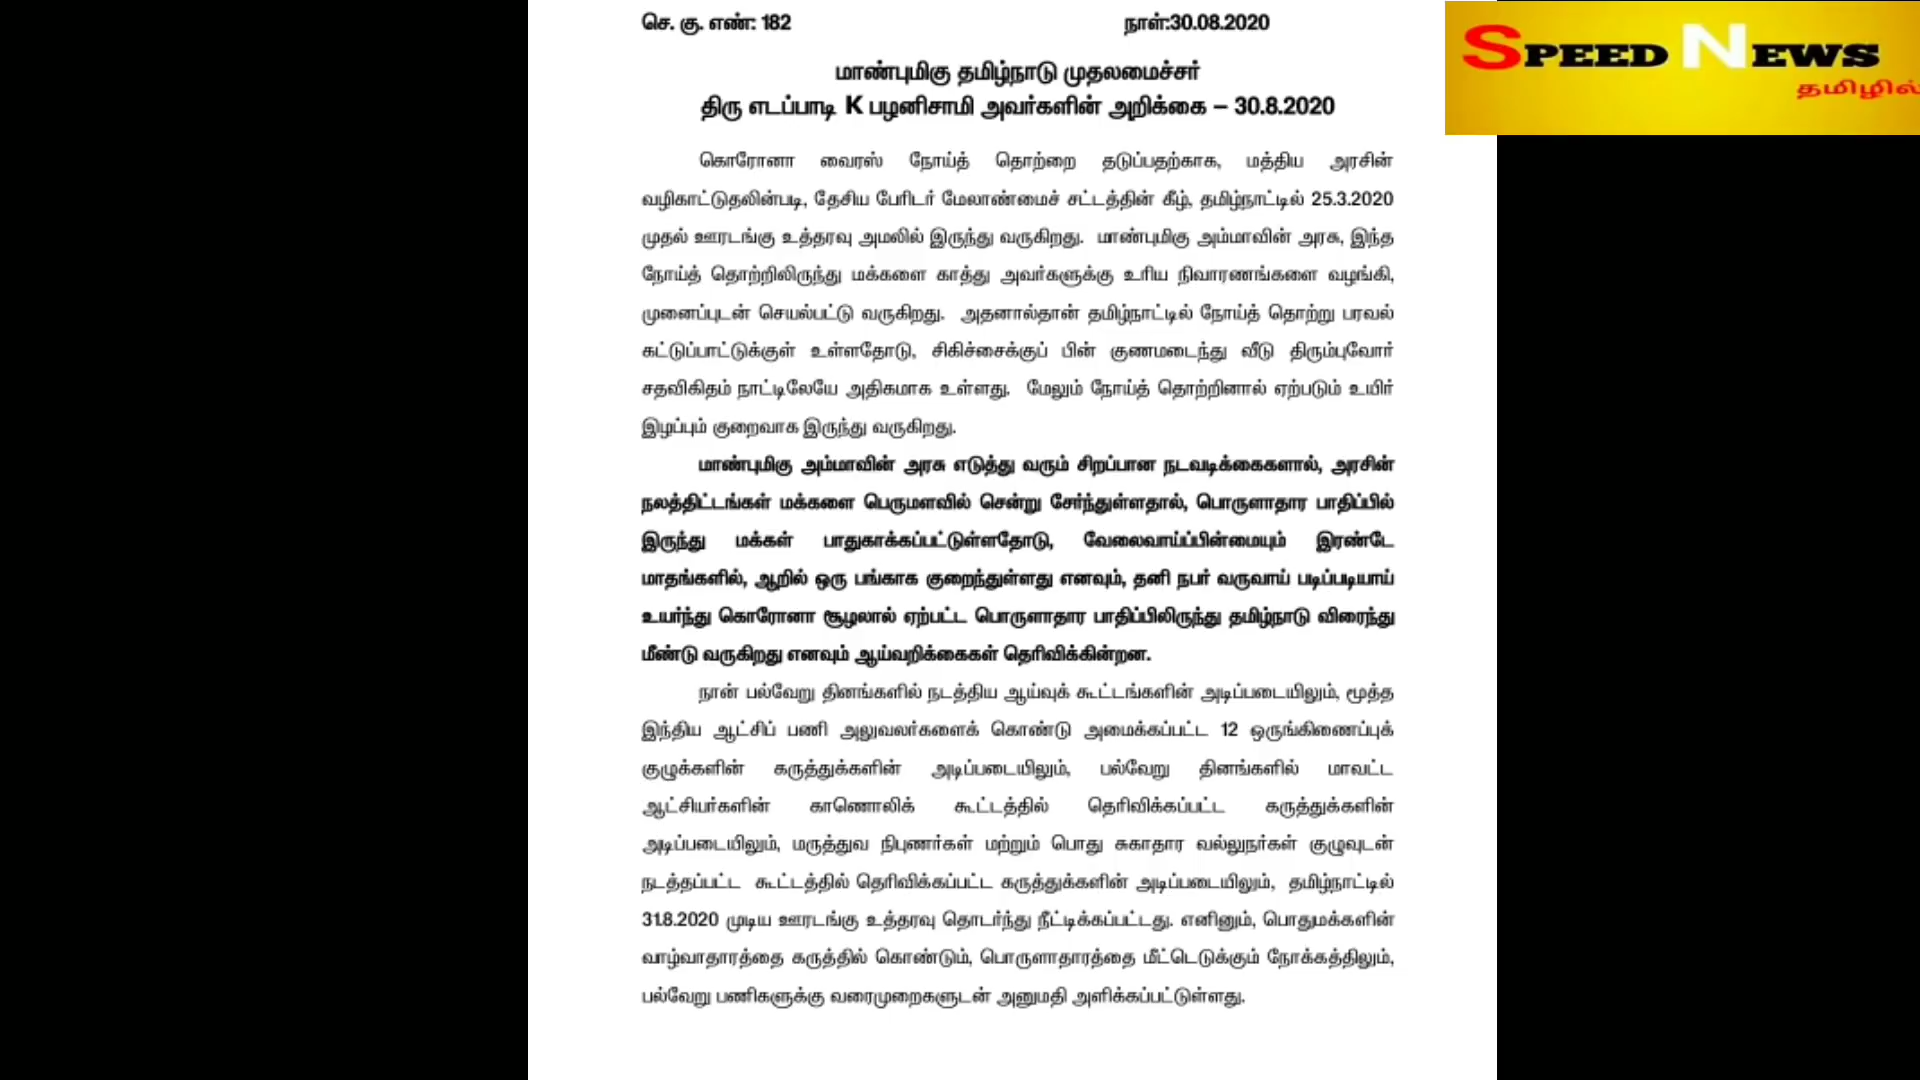 செ. கு. எண்: 182 நாள்:30.08.2020
SPEED NEWS
தமிழில்
மாண்புமிகு தமிழ்நாடு முதலமைச்சர்
திரு எடப்பாடி K பழனிசாமி அவர்களின் அறிக்கை – 30.8.2020
கொரோனா வைரஸ் நோய்த் தொற்றை தடுப்பதற்காக, மத்திய அரசின்
வழிகாட்டுதலின்படி, தேசிய பேரிடர் மேலாண்மைச் சட்டத்தின் கீழ், தமிழ்நாட்டில் 25.3.2020
முதல் ஊரடங்கு உத்தரவு அமலில் இருந்து வருகிறது. மாண்புமிகு அம்மாவின் அரசு, இந்த
நோய்த் தொற்றிலிருந்து மக்களை காத்து அவர்களுக்கு உரிய நிவாரணங்களை வழங்கி,
முனைப்புடன் செயல்பட்டு வருகிறது. அதனால்தான் தமிழ்நாட்டில் நோய்த் தொற்று பரவல்
கட்டுப்பாட்டுக்குள் உள்ளதோடு, சிகிச்சைக்குப் பின் குணமடைந்து வீடு திரும்புவோர்
சதவிகிதம் நாட்டிலேயே அதிகமாக உள்ளது. மேலும் நோய்த் தொற்றினால் ஏற்படும் உயிர்
இழப்பும் குறைவாக இருந்து வருகிறது.
மாண்புமிகு அம்மாவின் அரசு எடுத்து வரும் சிறப்பான நடவடிக்கைகளால், அரசின்
நலத்திட்டங்கள் மக்களை பெருமளவில் சென்று சேர்ந்துள்ளதால், பொருளாதார பாதிப்பில்
இருந்து மக்கள் பாதுகாக்கப்பட்டுள்ளதோடு, வேலைவாய்ப்பின்மையும் இரண்டே
மாதங்களில், ஆறில் ஒரு பங்காக குறைந்துள்ளது எனவும், தனி நபர் வருவாய் படிப்படியாய்
உயர்ந்து கொரோனா சூழலால் ஏற்பட்ட பொருளாதார பாதிப்பிலிருந்து தமிழ்நாடு விரைந்து
மீண்டு வருகிறது எனவும் ஆய்வறிக்கைகள் தெரிவிக்கின்றன.
நான் பல்வேறு தினங்களில் நடத்திய ஆய்வுக் கூட்டங்களின் அடிப்படையிலும், மூத்த
இந்திய ஆட்சிப் பணி அலுவலர்களைக் கொண்டு அமைக்கப்பட்ட 12 ஒருங்கிணைப்புக்
குழுக்களின் கருத்துக்களின் அடிப்படையிலும், பல்வேறு தினங்களில் மாவட்ட
ஆட்சியர்களின் காணொலிக் கூட்டத்தில் தெரிவிக்கப்பட்ட கருத்துக்களின்
அடிப்படையிலும், மருத்துவ நிபுணர்கள் மற்றும் பொது சுகாதார வல்லுநர்கள் குழுவுடன்
நடத்தப்பட்ட கூட்டத்தில் தெரிவிக்கப்பட்ட கருத்துக்களின் அடிப்படையிலும், தமிழ்நாட்டில்
31.8.2020 முடிய ஊரடங்கு உத்தரவு தொடர்ந்து நீட்டிக்கப்பட்டது. எனினும், பொதுமக்களின்
வாழ்வாதாரத்தை கருத்தில் கொண்டும், பொருளாதாரத்தை மீட்டெடுக்கும் நோக்கத்திலும்,
பல்வேறு பணிகளுக்கு வரைமுறைகளுடன் அனுமதி அளிக்கப்பட்டுள்ளது.